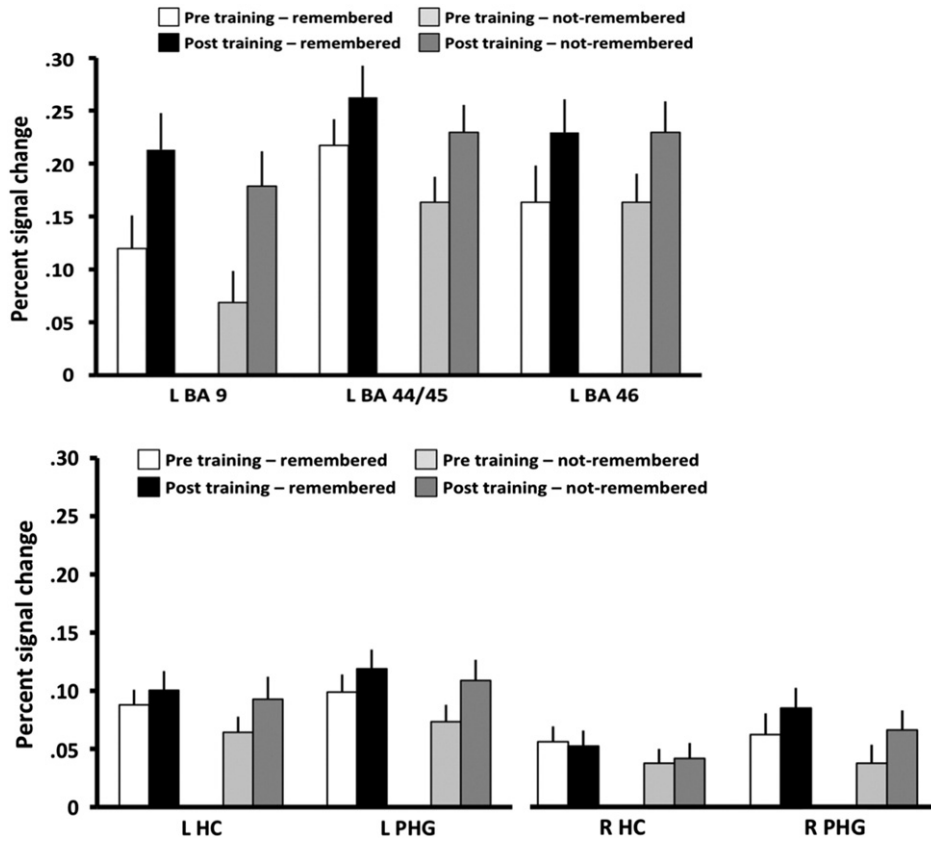 Pre training – remembered Pre training – not-remembered
Post training – remembered Post training – not-remembered
Percent signal change
.30
.25
.20
.15
.10
.05
0
L BA 9 L BA 44/45 L BA 46
Pre training – remembered Pre training – not-remembered
Post training – remembered Post training – not-remembered
Percent signal change
.30
.25
.20
.15
.10
.05
0
L HC L PHG R HC R PHG